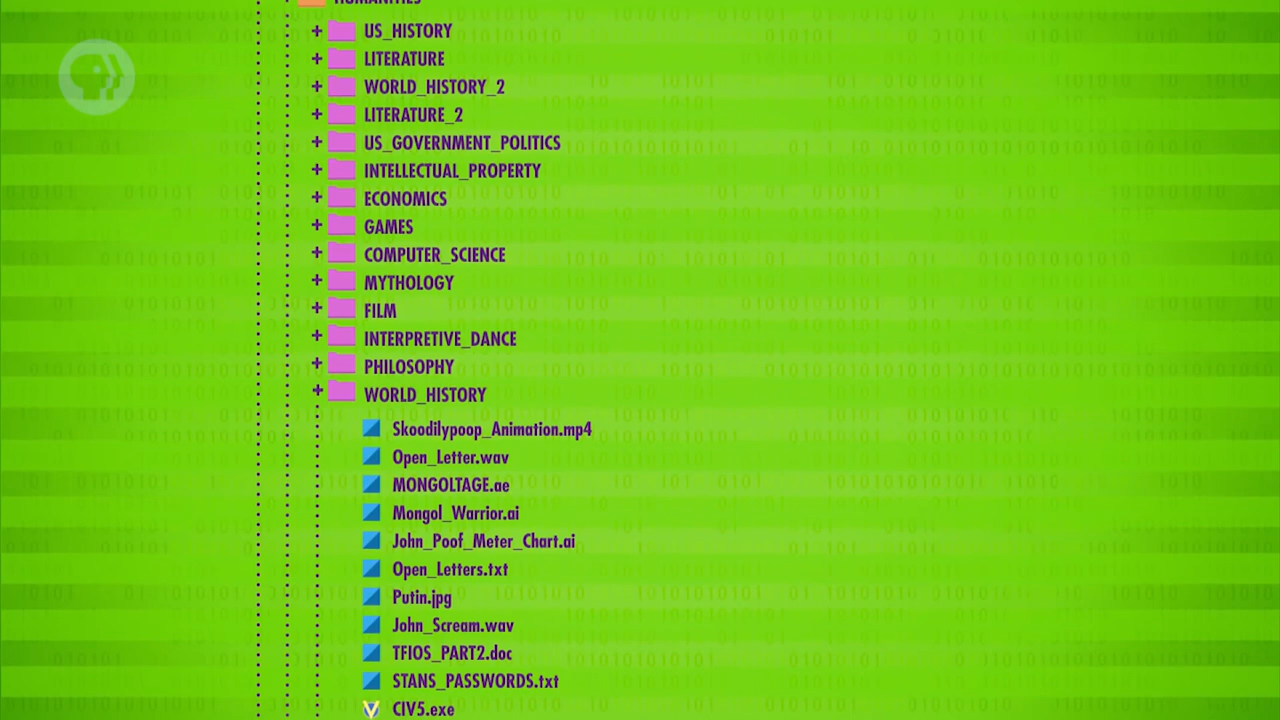 HUMANITIES
US_HISTORY
LITERATURE
WORLD_HISTORY_2
LITERATURE_2
US_GOVERNMENT_POLITICS
INTELLECTUAL_PROPERTY
ECONOMICS
GAMES
COMPUTER_SCIENCE
MYTHOLOGY
FILM
INTERPRETIVE_DANCE
PHILOSOPHY
WORLD_HISTORY
Skoodilypoop_Animation.mp4
Open_Letter.wav
MONGOLTAGE.ae
Mongol_Warrior.ai
John_Poof_Meter_Chart.ai
Open_Letters.txt
Putin.jpg
John_Scream.wav
TFIOS_PART2.doc
STANS_PASSWORDS.txt
CIV5.exe